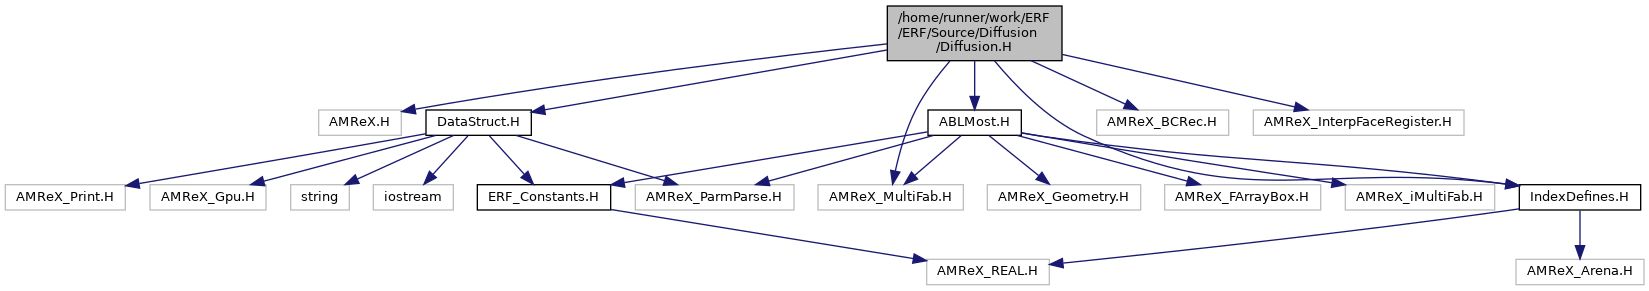 /home/runner/work/ERF
/ERF/Source/Diffusion
/Diffusion.H
AMReX.H
DataStruct.H
ABLMost.H
AMReX_BCRec.H
AMReX_InterpFaceRegister.H
AMReX_Print.H
AMReX_Gpu.H
string
iostream
ERF_Constants.H
AMReX_ParmParse.H
AMReX_MultiFab.H
AMReX_Geometry.H
AMReX_FArrayBox.H
AMReX_iMultiFab.H
IndexDefines.H
AMReX_REAL.H
AMReX_Arena.H